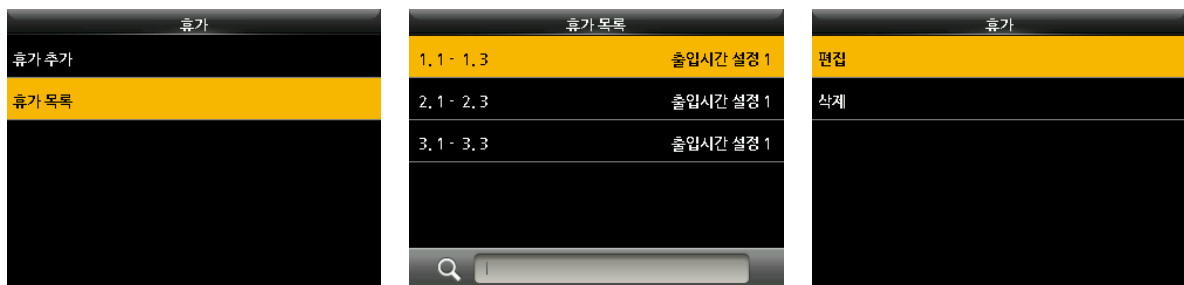 휴가
휴가 추가
휴가 목록
휴가 목록
1. 1 - 1. 3 출입시간 설정 1
2. 1 - 2. 3 출입시간 설정 1
3. 1 - 3. 3 출입시간 설정 1
휴가
편집
삭제